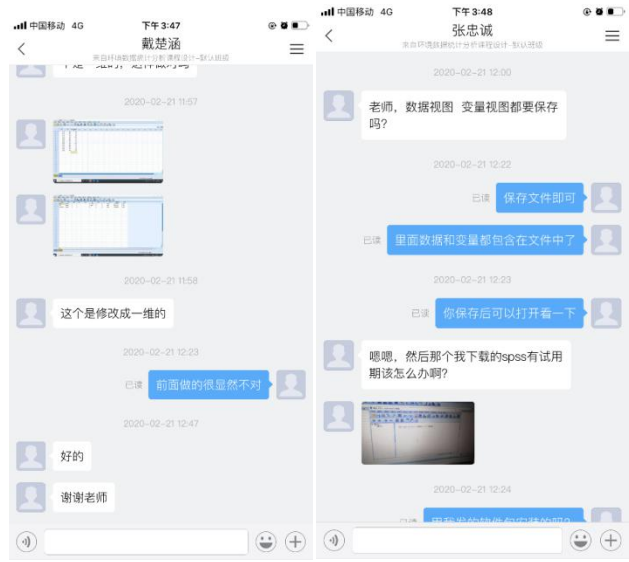 中国移动 4G
下午 3:47
戴楚涵
来自环境数据统计分析课程设计-默认班级
2020-02-21 11:57
2020-02-21 11:58
这个是修改成一维的
2020-02-21 12:23
已读
前面做的很显然不对
2020-02-21 12:47
好的
谢谢老师
中国移动 4G
下午 3:48
张忠诚
来自环境数据统计分析课程设计-默认班级
2020-02-21 12:00
老师，数据视图 变量视图都要保存
吗?
2020-02-21 12:22
已读
保存文件即可
已读
里面数据和变量都包含在文件中了
2020-02-21 12:23
已读
你保存后可以打开看一下
嗯嗯，然后那个我下载的spss有试用
期该怎么办啊?
2020-02-21 12:24